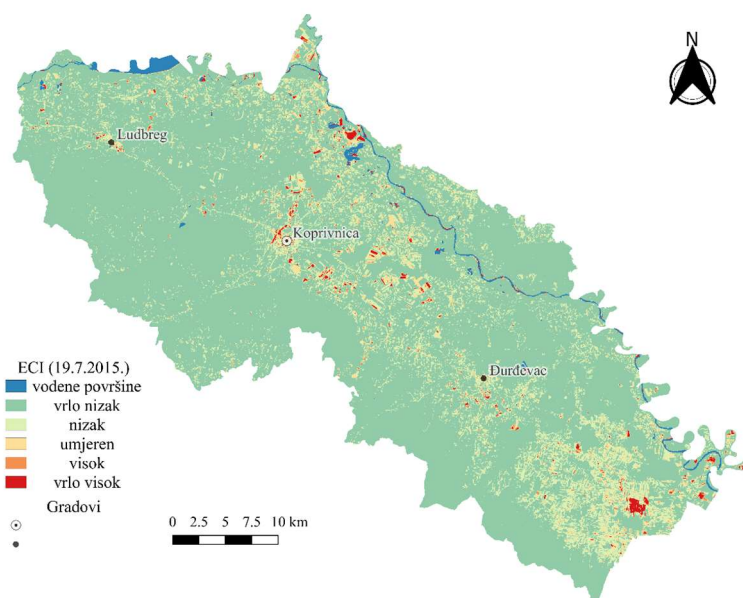 N
Ludbreg
Koprivnica
Đurđevac
ECI (19.7.2015.)
vodene površine
vrlo nizak
nizak
umjeren
visok
vrlo visok
Gradovi
0 2.5 5 7.5 10 km